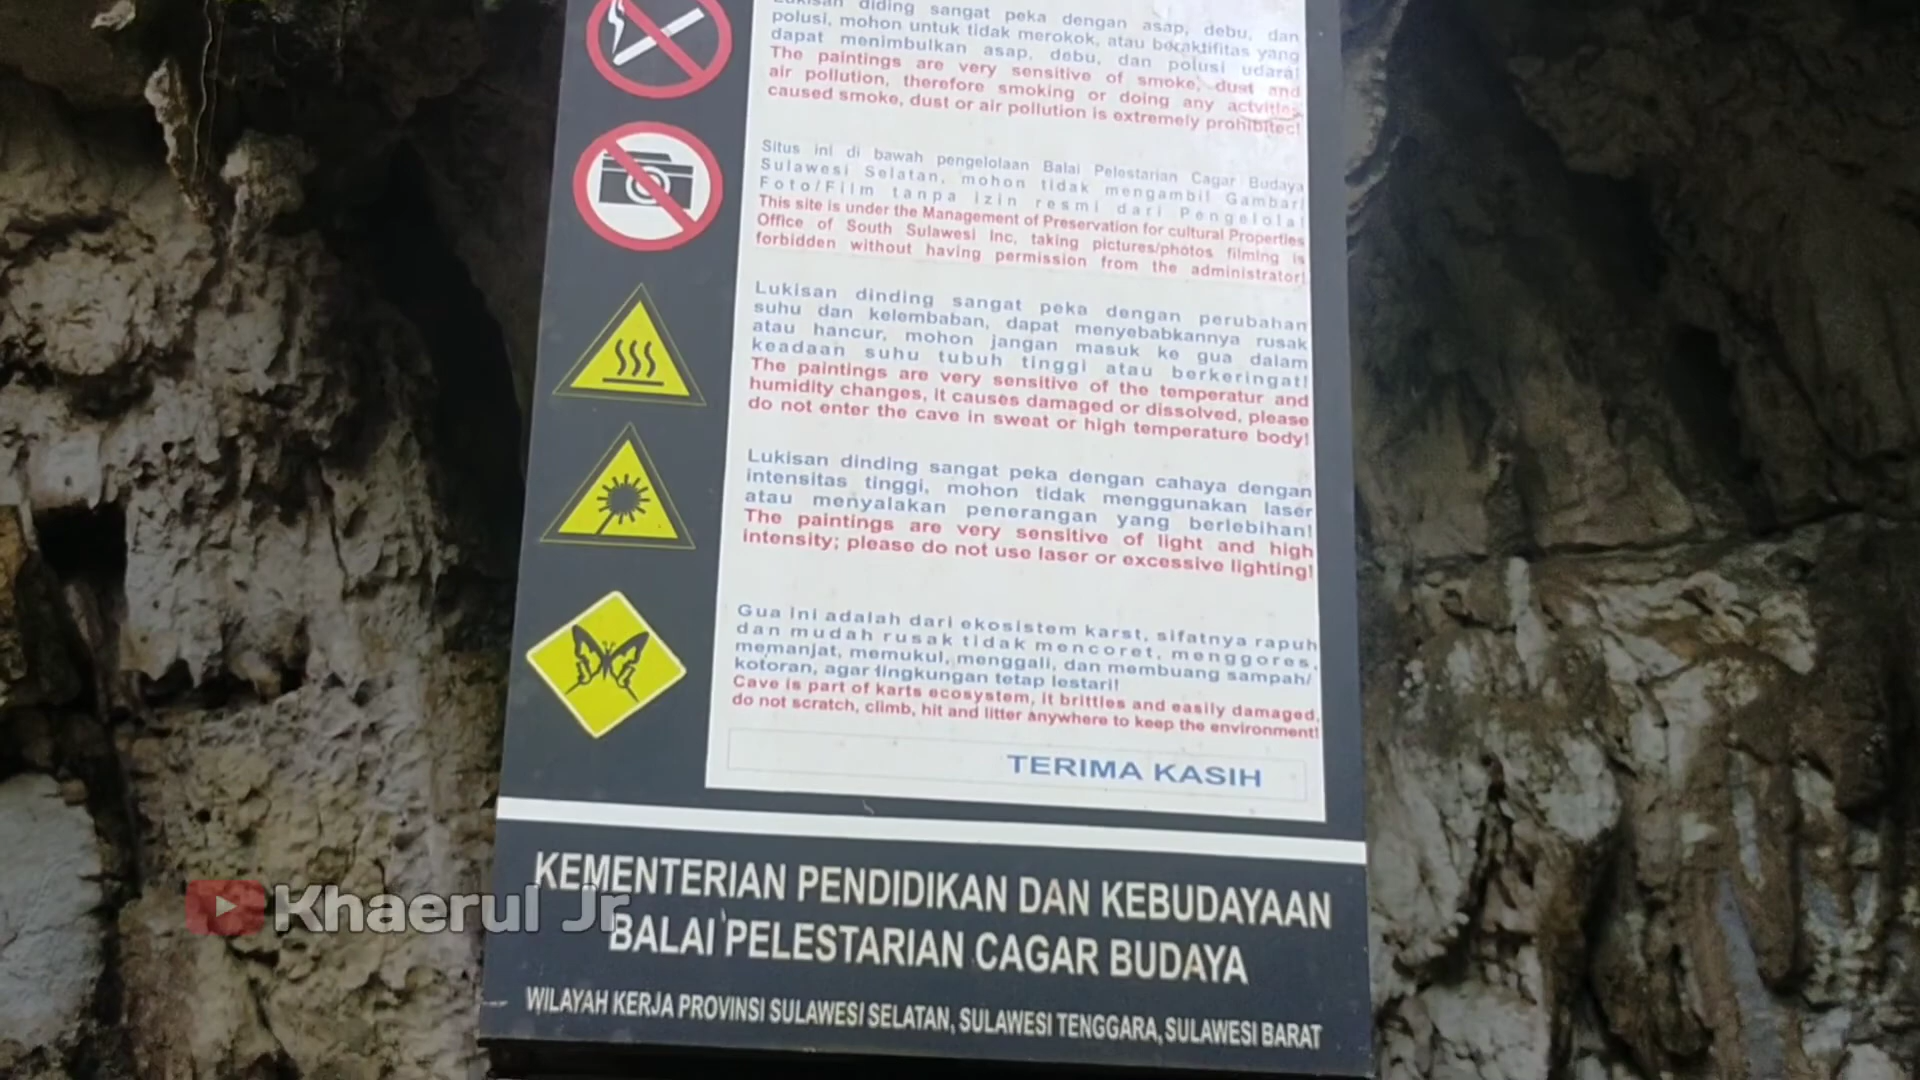 Lukisan diding sangat peka dengan asap, debu, dan
polusi, mohon untuk tidak merokok, atau beraktifitas yang
dapat menimbulkan asap, debu, dan polusi udara!
The paintings are very sensitive of smoke, dust and
air pollution, therefore smoking or doing any actvities
caused smoke, dust or air pollution is extremely prohibitec!
Situs ini di bawah pengelolaan Balai Pelestarian Cagar Budaya
Sulawesi Selatan, mohon tidak mengambil Gambar/
Foto/Film tanpa izin resmi dari Pengelola!
This site is under the Management of Preservation for cultural Properties
Office of South Sulawesi Inc, taking pictures/photos filming is
forbidden without having permission from the administrator!
Lukisan dinding sangat peka dengan perubahan
suhu dan kelembaban, dapat menyebabkannya rusak
atau hancur, mohon jangan masuk ke gua dalam
keadaan suhu tubuh tinggi atau berkeringat!
The paintings are very sensitive of the temperatur and
humidity changes, it causes damaged or dissolved, please
do not enter the cave in sweat or high temperature body!
Lukisan dinding sangat peka dengan cahaya dengan
intensitas tinggi, mohon tidak menggunakan laser
atau menyalakan penerangan yang berlebihan!
The paintings are very sensitive of light and high
intensity; please do not use laser or excessive lighting!
Gua ini adalah dari ekosistem karst, sifatnya rapuh
dan mudah rusak tidak mencoret, menggores,
memanjat, memukul, menggali, dan membuang sampah/
kotoran, agar lingkungan tetap lestari!
Cave is part of karts ecosystem, it brittles and easily damaged,
do not scratch, climb, hit and litter anywhere to keep the environment!
TERIMA KASIH
KEMENTERIAN PENDIDIKAN DAN KEBUDAYAAN
Khaerul Jr
BALAI PELESTARIAN CAGAR BUDAYA
WILAYAH KERJA PROVINSI SULAWESI SELATAN, SULAWESI TENGGARA, SULAWESI BARAT